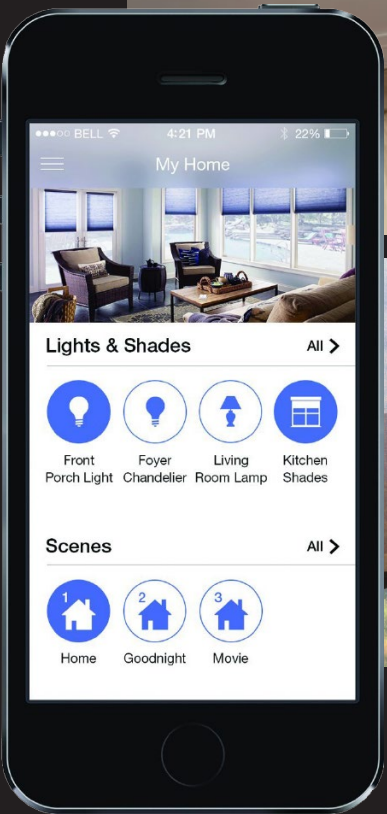 BELL 4:21 PM 22%
My Home
Lights & Shades All
Front Porch Light
Foyer Chandelier
Living Room Lamp
Kitchen Shades
Scenes All
1 2 3
Home Goodnight Movie